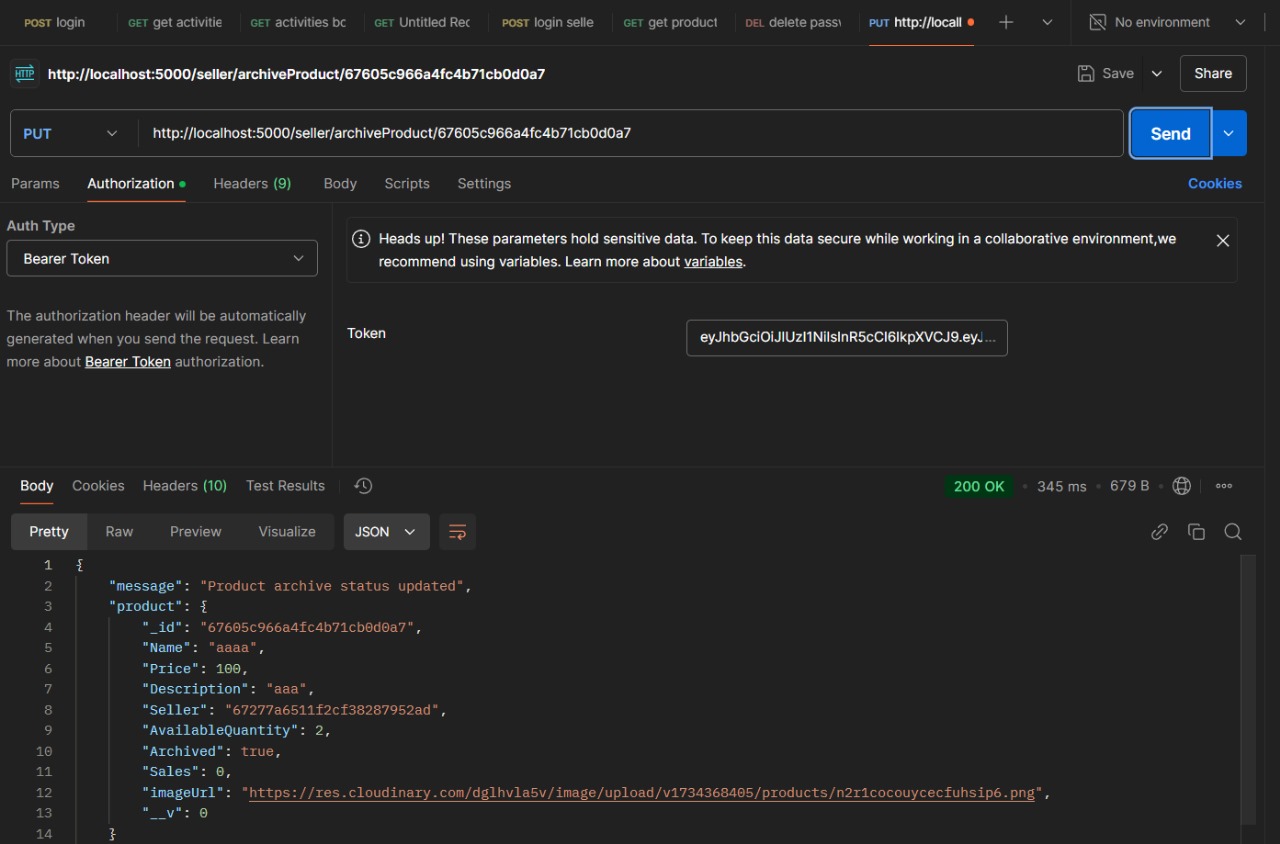 POST login GET get activitie GET activities bc GET Untitled Rec POST login selle GET get product DEL delete passv PUT http://locall No environment
HTTP http://localhost:5000/seller/archiveProduct/67605c966a4fc4b71cb0d0a7 Save Share
PUT http://localhost:5000/seller/archiveProduct/67605c966a4fc4b71cb0d0a7 Send
Params Authorization Headers (9) Body Scripts Settings Cookies
Auth Type
Bearer Token
The authorization header will be automatically
generated when you send the request. Learn
more about Bearer Token authorization.
Heads up! These parameters hold sensitive data. To keep this data secure while working in a collaborative environment,we
recommend using variables. Learn more about variables.
Token eyJhbGciOiJIUzI1NiIsInR5cCI6IkpXVCJ9.eyJ...
Body Cookies Headers (10) Test Results 200 OK 345 ms 679 B
Pretty Raw Preview Visualize JSON
1 {
2 "message": "Product archive status updated",
3 "product": {
4 "_id": "67605c966a4fc4b71cb0d0a7",
5 "Name": "aaaa",
6 "Price": 100,
7 "Description": "aaa",
8 "Seller": "67277a6511f2cf38287952ad",
9 "AvailableQuantity": 2,
10 "Archived": true,
11 "Sales": 0,
12 "imageUrl": "https://res.cloudinary.com/dglhvla5v/image/upload/v1734368405/products/n2r1cocouycecfuhsip6.png",
13 "__v": 0
14 }